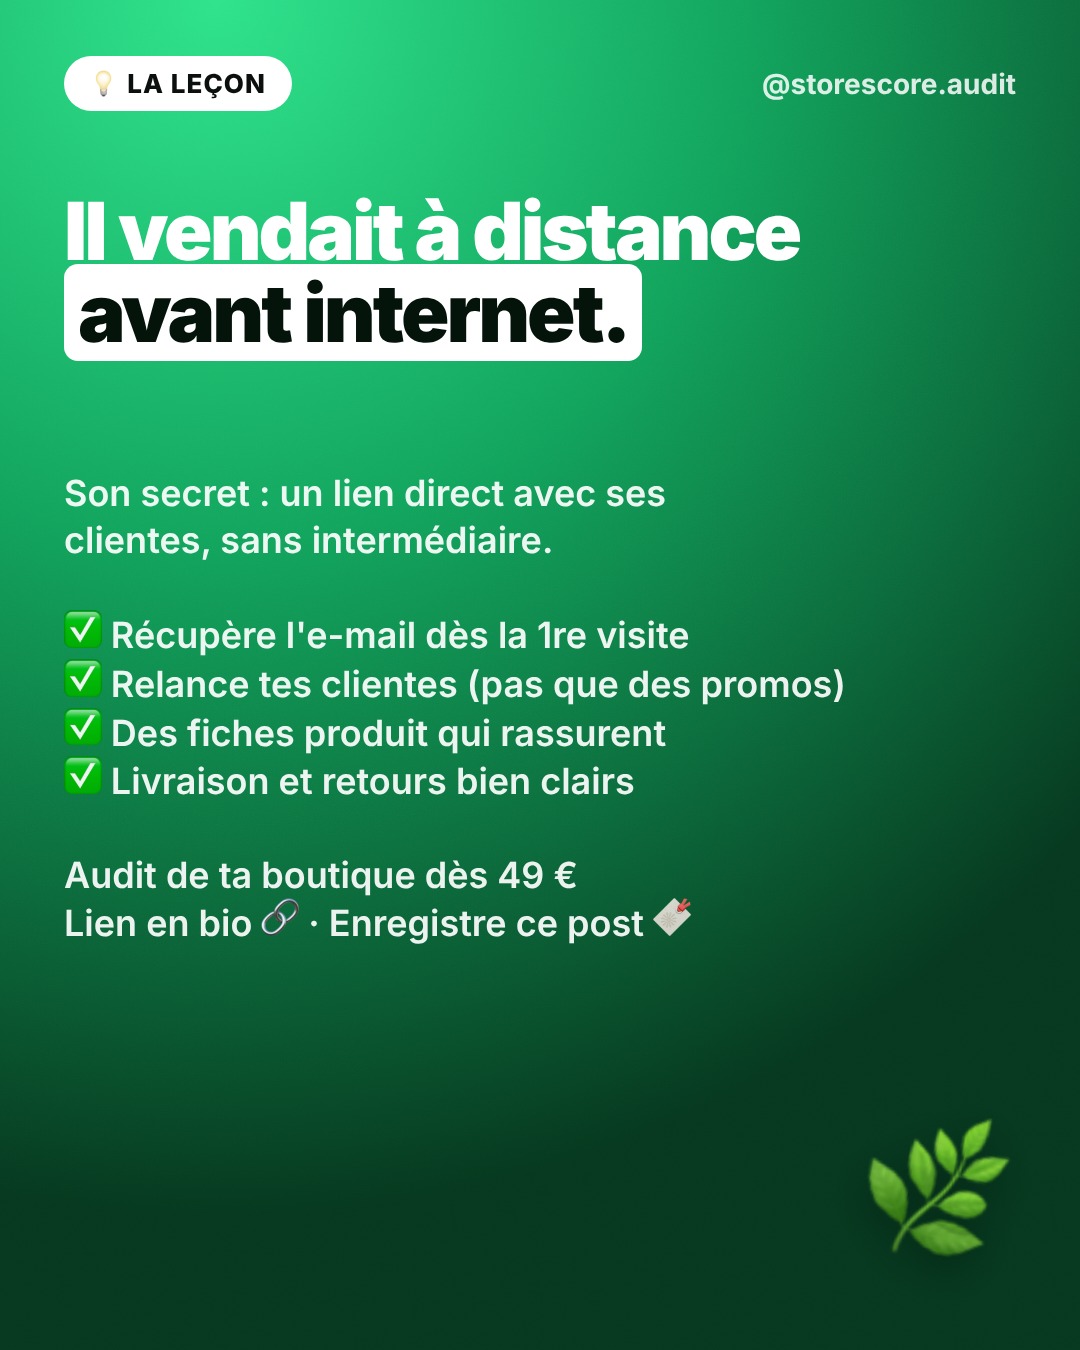 💡 LA LEÇON
@storescore.audit
Il vendait à distance
avant internet.
Son secret : un lien direct avec ses
clientes, sans intermédiaire.
✅ Récupère l'e-mail dès la 1re visite
✅ Relance tes clientes (pas que des promos)
✅ Des fiches produit qui rassurent
✅ Livraison et retours bien clairs
Audit de ta boutique dès 49 €
Lien en bio 🔗 · Enregistre ce post 🔖